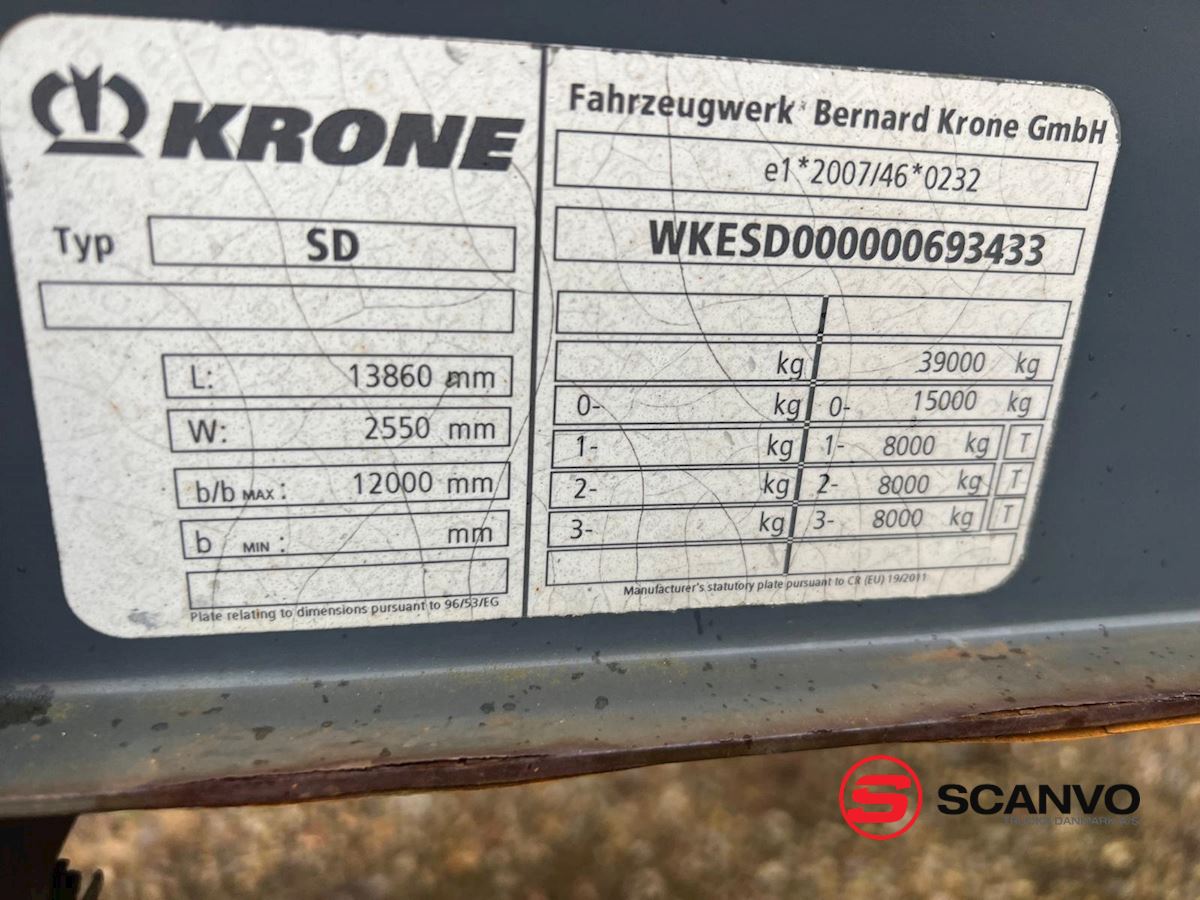 KRONE
Typ SD
L: 13860 mm
W: 2550 mm
b/b MAX: 12000 mm
b MIN: mm
Plate relating to dimensions pursuant to 96/53/EG
Fahrzeugwerk Bernard Krone GmbH
e1*2007/46*0232
WKESD000000693433
kg 39000 kg
0- kg 0- 15000 kg
1- kg 1- 8000 kg T
2- kg 2- 8000 kg T
3- kg 3- 8000 kg T
Manufacturer's statutory plate pursuant to CR (EU) 19/2011
S SCANVO
TRUCKS DANMARK A/S